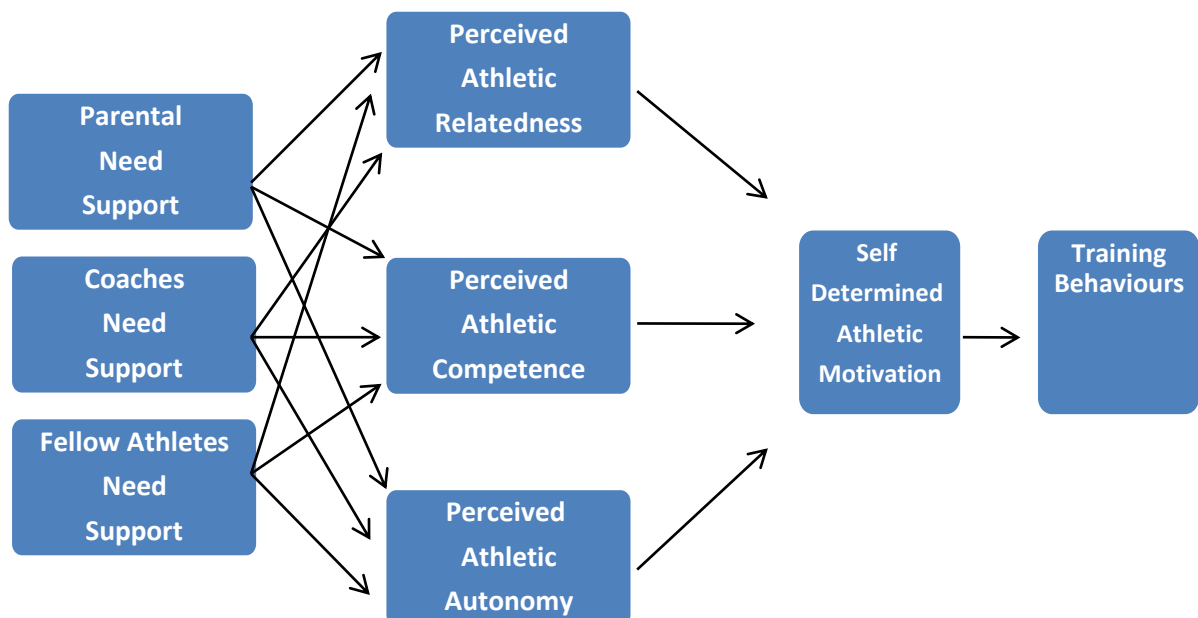 Parental
Need
Support
Coaches
Need
Support
Fellow Athletes
Need
Support
Perceived
Athletic
Relatedness
Perceived
Athletic
Competence
Perceived
Athletic
Autonomy
Self
Determined
Athletic
Motivation
Training
Behaviours